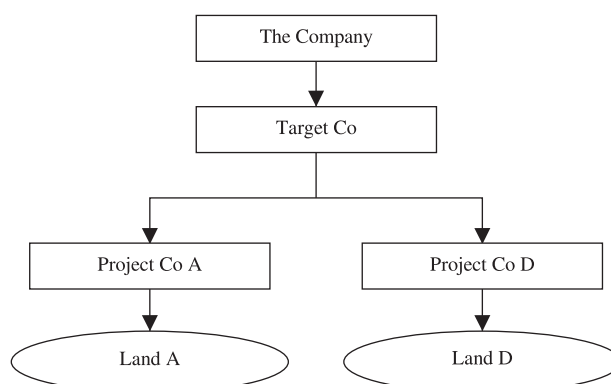 The Company
Target Co
Project Co A
Project Co D
Land A
Land D